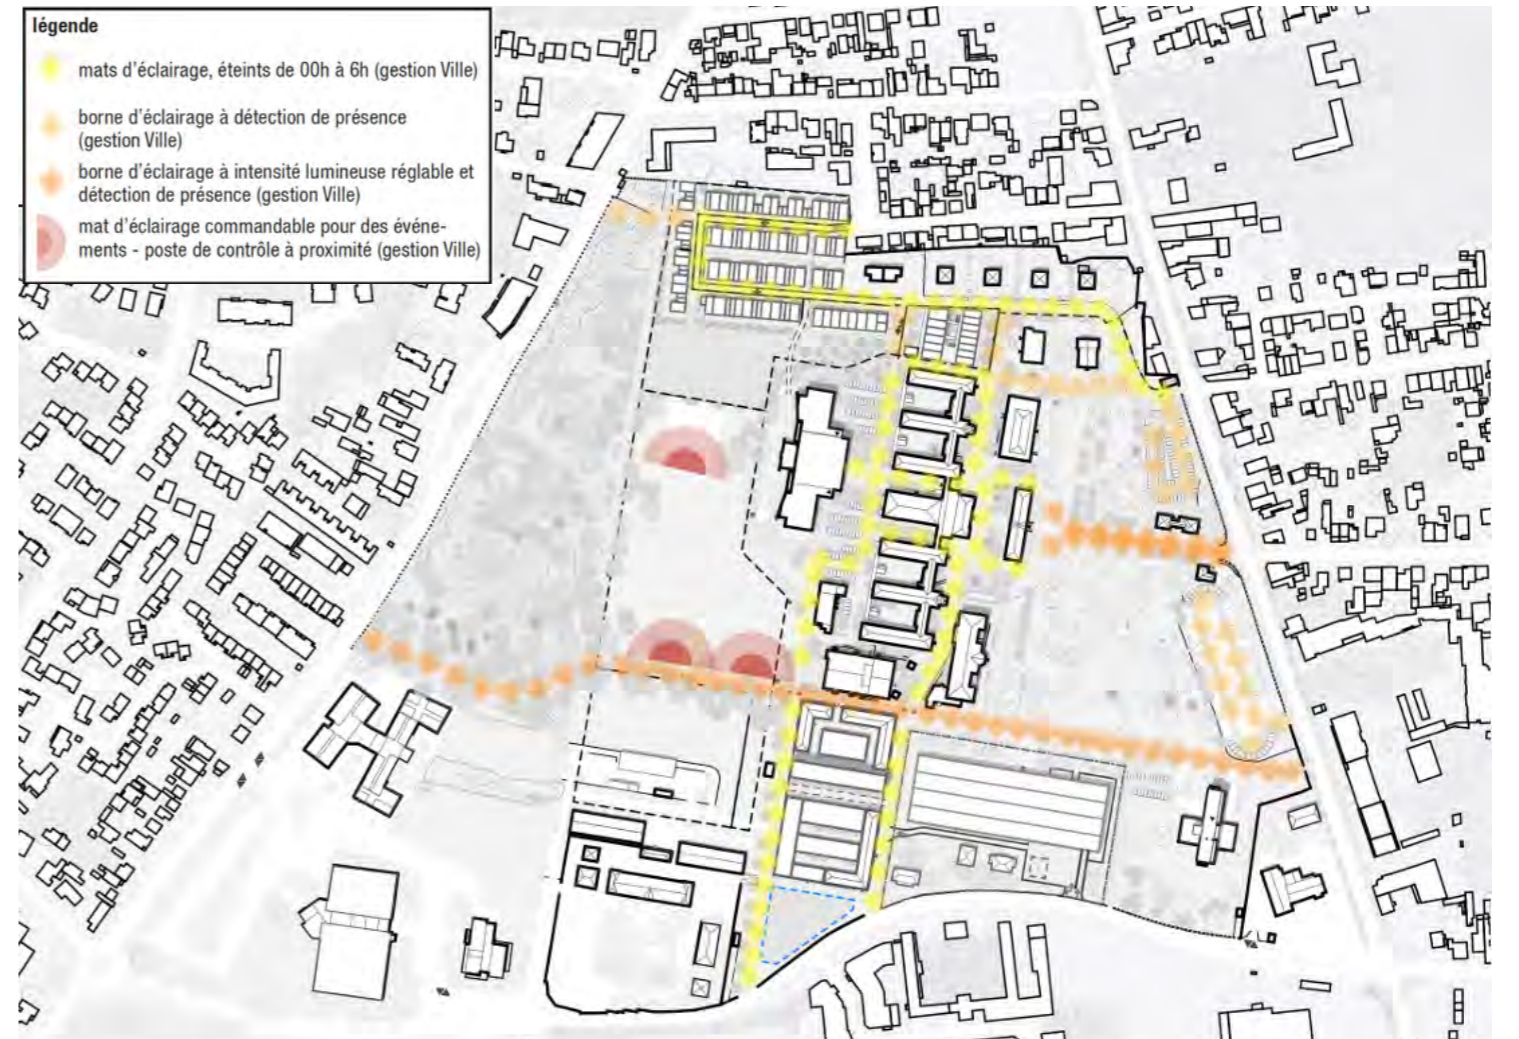 légende
mats d'éclairage, éteints de 00h à 6h (gestion Ville)
borne d'éclairage à détection de présence
(gestion Ville)
borne d'éclairage à intensité lumineuse réglable et
détection de présence (gestion Ville)
mat d'éclairage commandable pour des événe-
ments - poste de contrôle à proximité (gestion Ville)